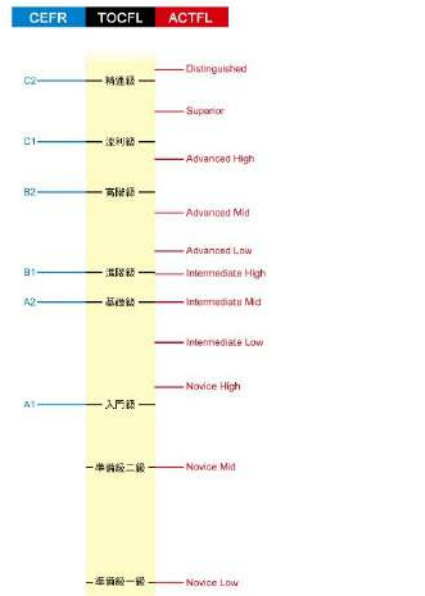 CEFR TOCFL ACTFL
Distinguished
C2 精通級
Superior
C1 流利級
Advanced High
B2 高階級
Advanced Mid
Advanced Low
B1 進階級 Intermediate High
A2 基礎級 Intermediate Mid
Intermediate Low
Novice High
A1 入門級
準備級二級 Novice Mid
準備級一級 Novice Low